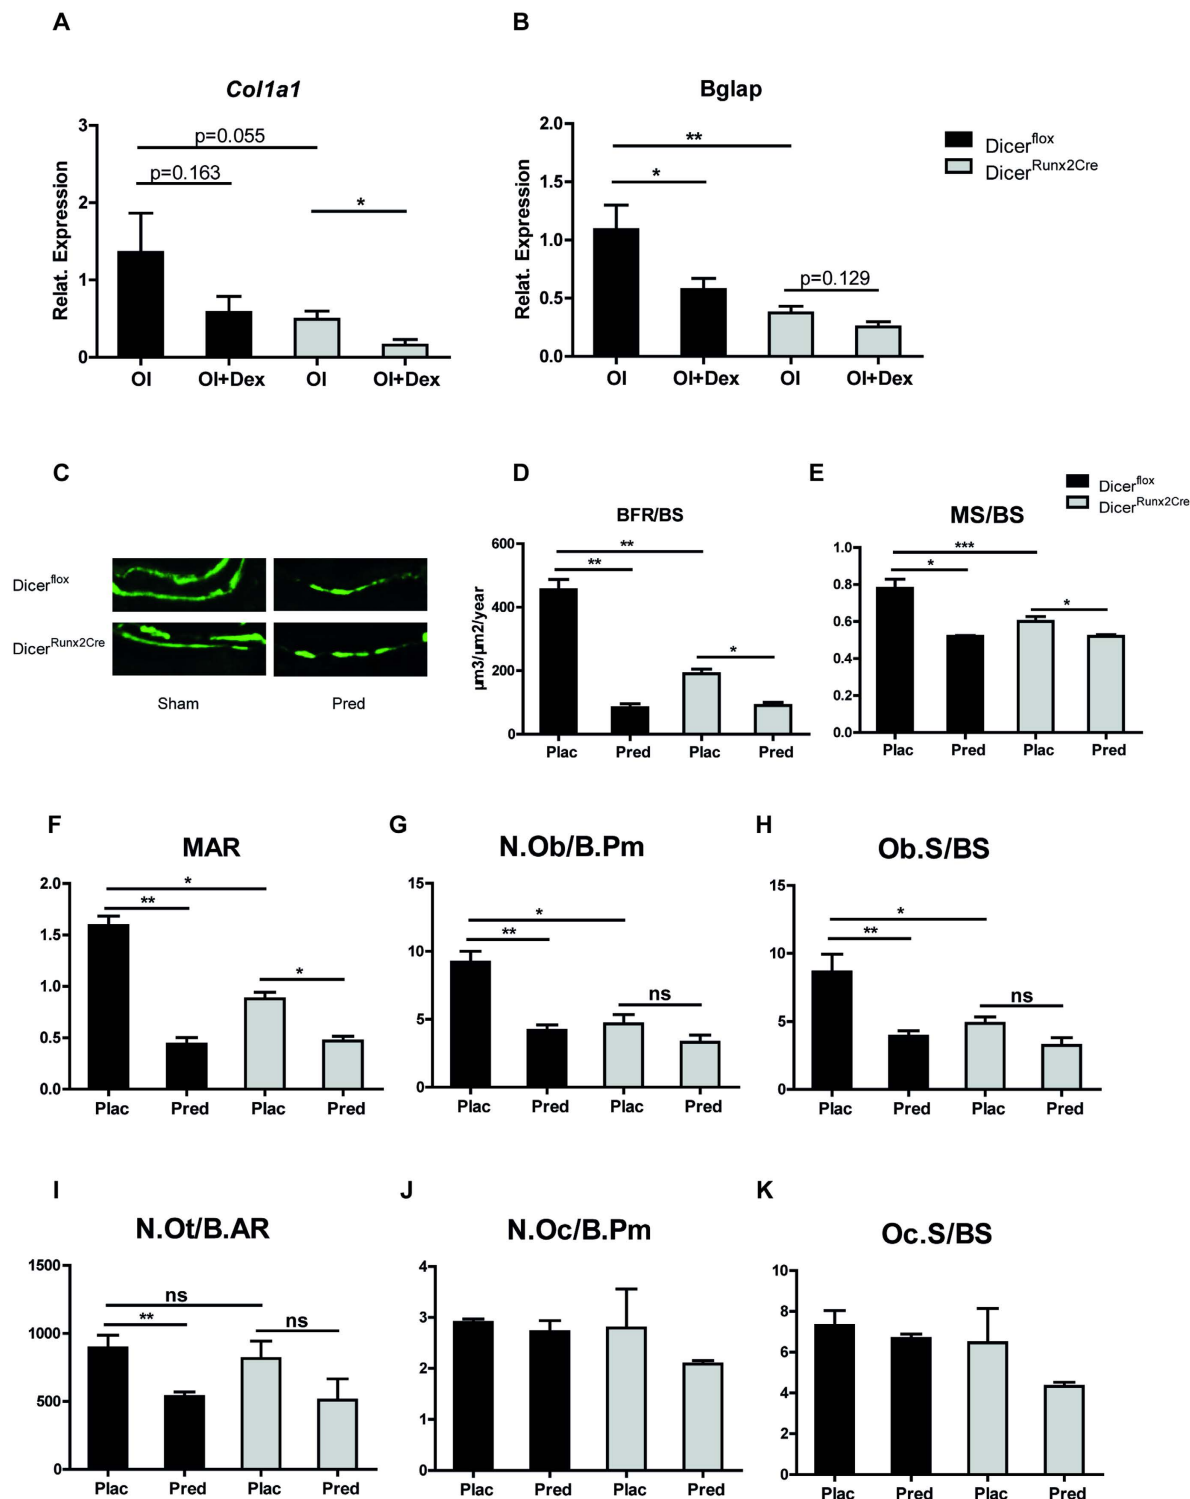 A
B
Col1a1
Bglap
Relat. Expression
3
2
1
0
p=0.055
p=0.163
*
OI
OI+Dex
OI
OI+Dex
Relat. Expression
2.0
1.5
1.0
0.5
0.0
**
*
p=0.129
OI
OI+Dex
OI
OI+Dex
Dicerflox
DicerRunx2Cre
C
Dicerflox
DicerRunx2Cre
Sham
Pred
D
BFR/BS
µm3/µm2/year
600
400
200
0
**
**
*
Plac
Pred
Plac
Pred
E
Dicerflox
DicerRunx2Cre
MS/BS
1.0
0.8
0.6
0.4
0.2
0.0
***
*
*
Plac
Pred
Plac
Pred
F
MAR
2.0
1.5
1.0
0.5
0.0
*
**
*
Plac
Pred
Plac
Pred
G
N.Ob/B.Pm
15
10
5
0
*
**
ns
Plac
Pred
Plac
Pred
H
Ob.S/BS
15
10
5
0
*
**
ns
Plac
Pred
Plac
Pred
I
N.Ot/B.AR
1500
1000
500
0
ns
**
ns
Plac
Pred
Plac
Pred
J
N.Oc/B.Pm
4
3
2
1
0
Plac
Pred
Plac
Pred
K
Oc.S/BS
10
8
6
4
2
0
Plac
Pred
Plac
Pred